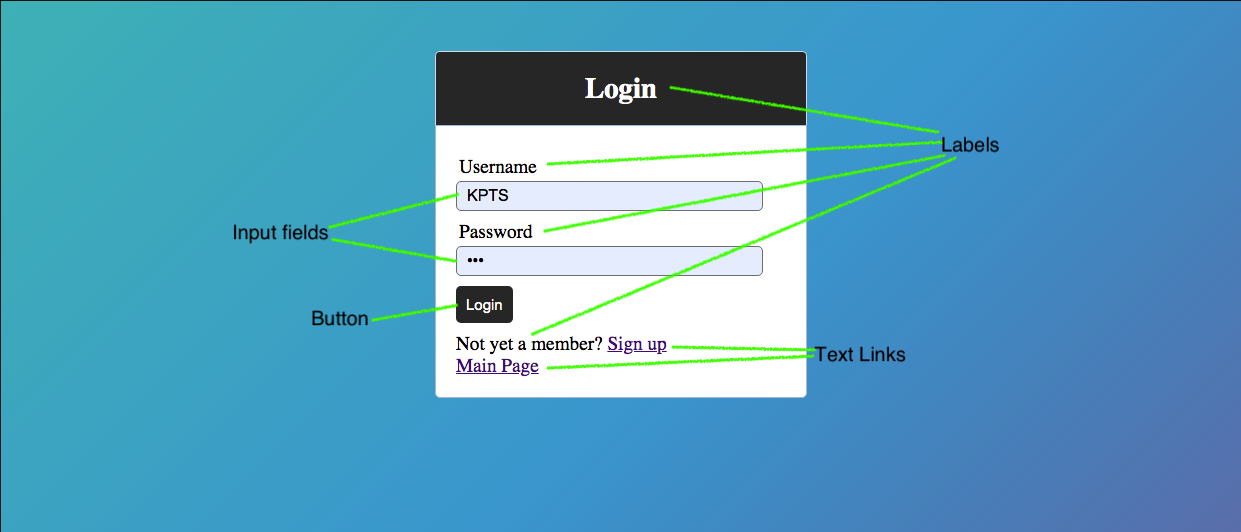 Login
Labels
Username
KPTS
Input fields
Password
•••
Login
Button
Not yet a member? Sign up
Text Links
Main Page